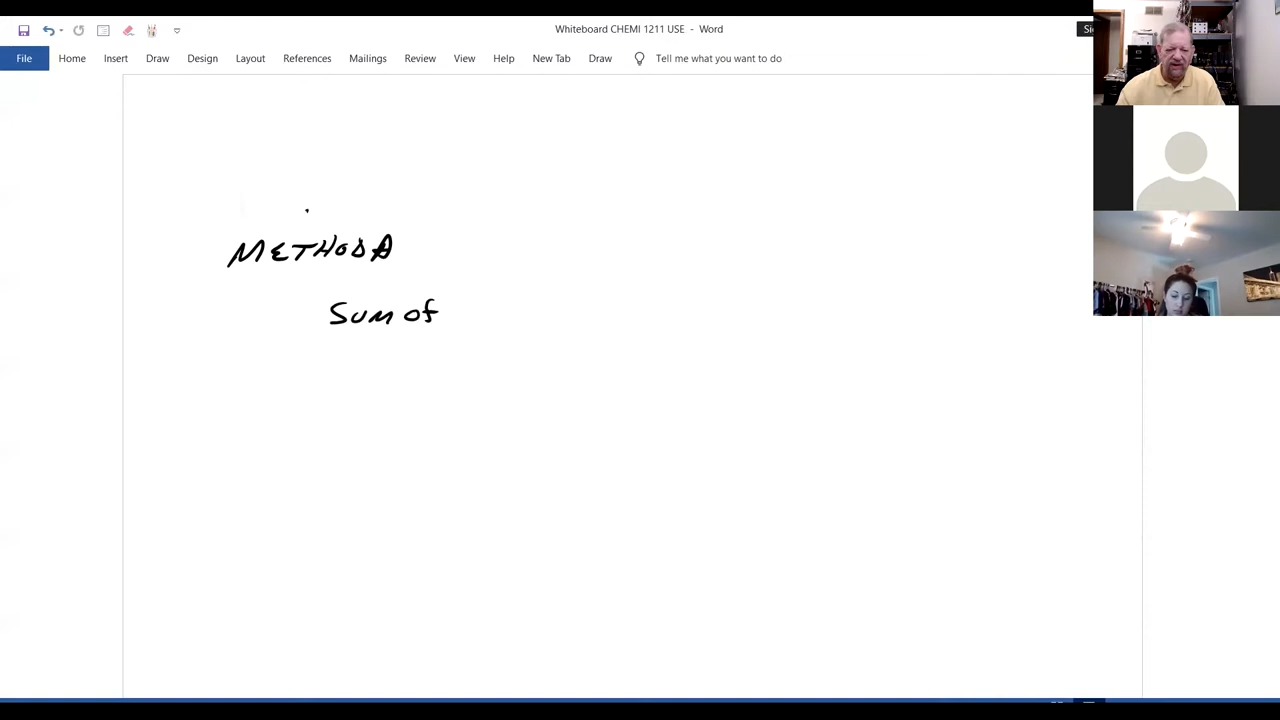 Whiteboard CHEMI 1211 USE - Word
File Home Insert Draw Design Layout References Mailings Review View Help New Tab Draw Tell me what you want to do
METHOD A
Sum of